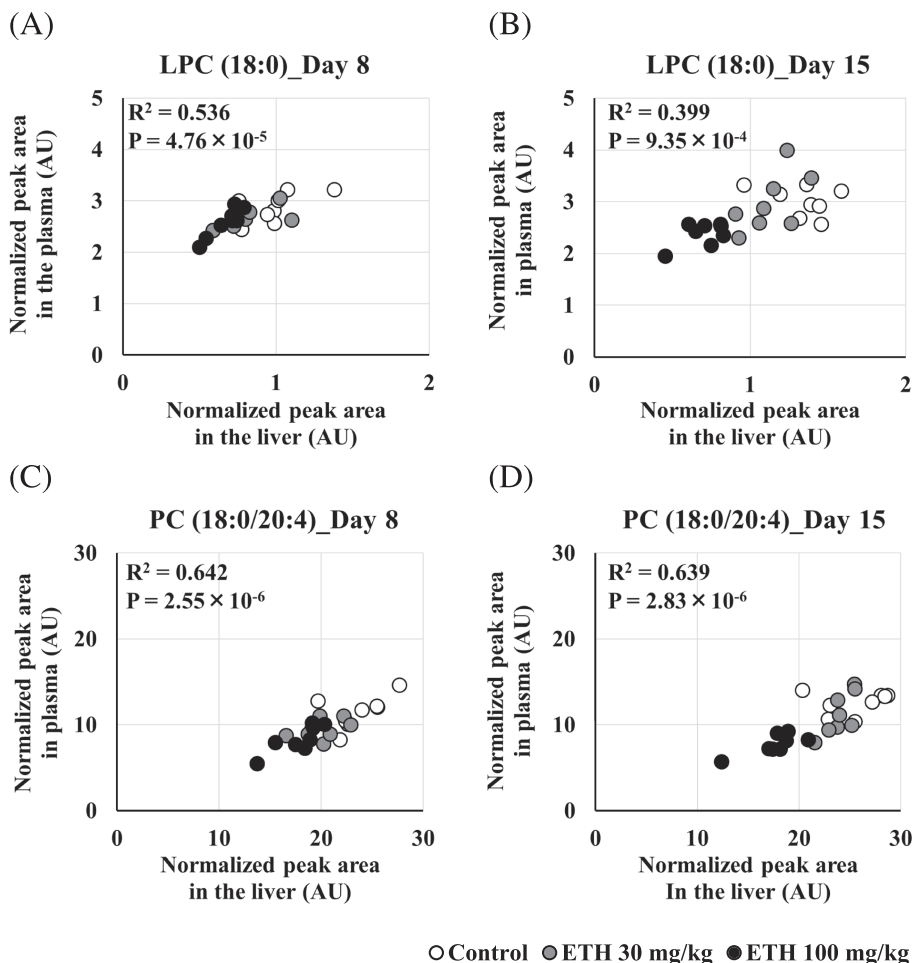 (A)
LPC (18:0)_Day 8
R² = 0.536
P = 4.76 × 10⁻⁵
Normalized peak area
in the plasma (AU)
5
4
3
2
1
0
0 1 2
Normalized peak area
in the liver (AU)
(B)
LPC (18:0)_Day 15
R² = 0.399
P = 9.35 × 10⁻⁴
Normalized peak area
in plasma (AU)
5
4
3
2
1
0
0 1 2
Normalized peak area
in the liver (AU)
(C)
PC (18:0/20:4)_Day 8
R² = 0.642
P = 2.55 × 10⁻⁶
Normalized peak area
in plasma (AU)
30
20
10
0
0 10 20 30
Normalized peak area
in the liver (AU)
(D)
PC (18:0/20:4)_Day 15
R² = 0.639
P = 2.83 × 10⁻⁶
Normalized peak area
in plasma (AU)
30
20
10
0
0 10 20 30
Normalized peak area
In the liver (AU)
Control ETH 30 mg/kg ETH 100 mg/kg